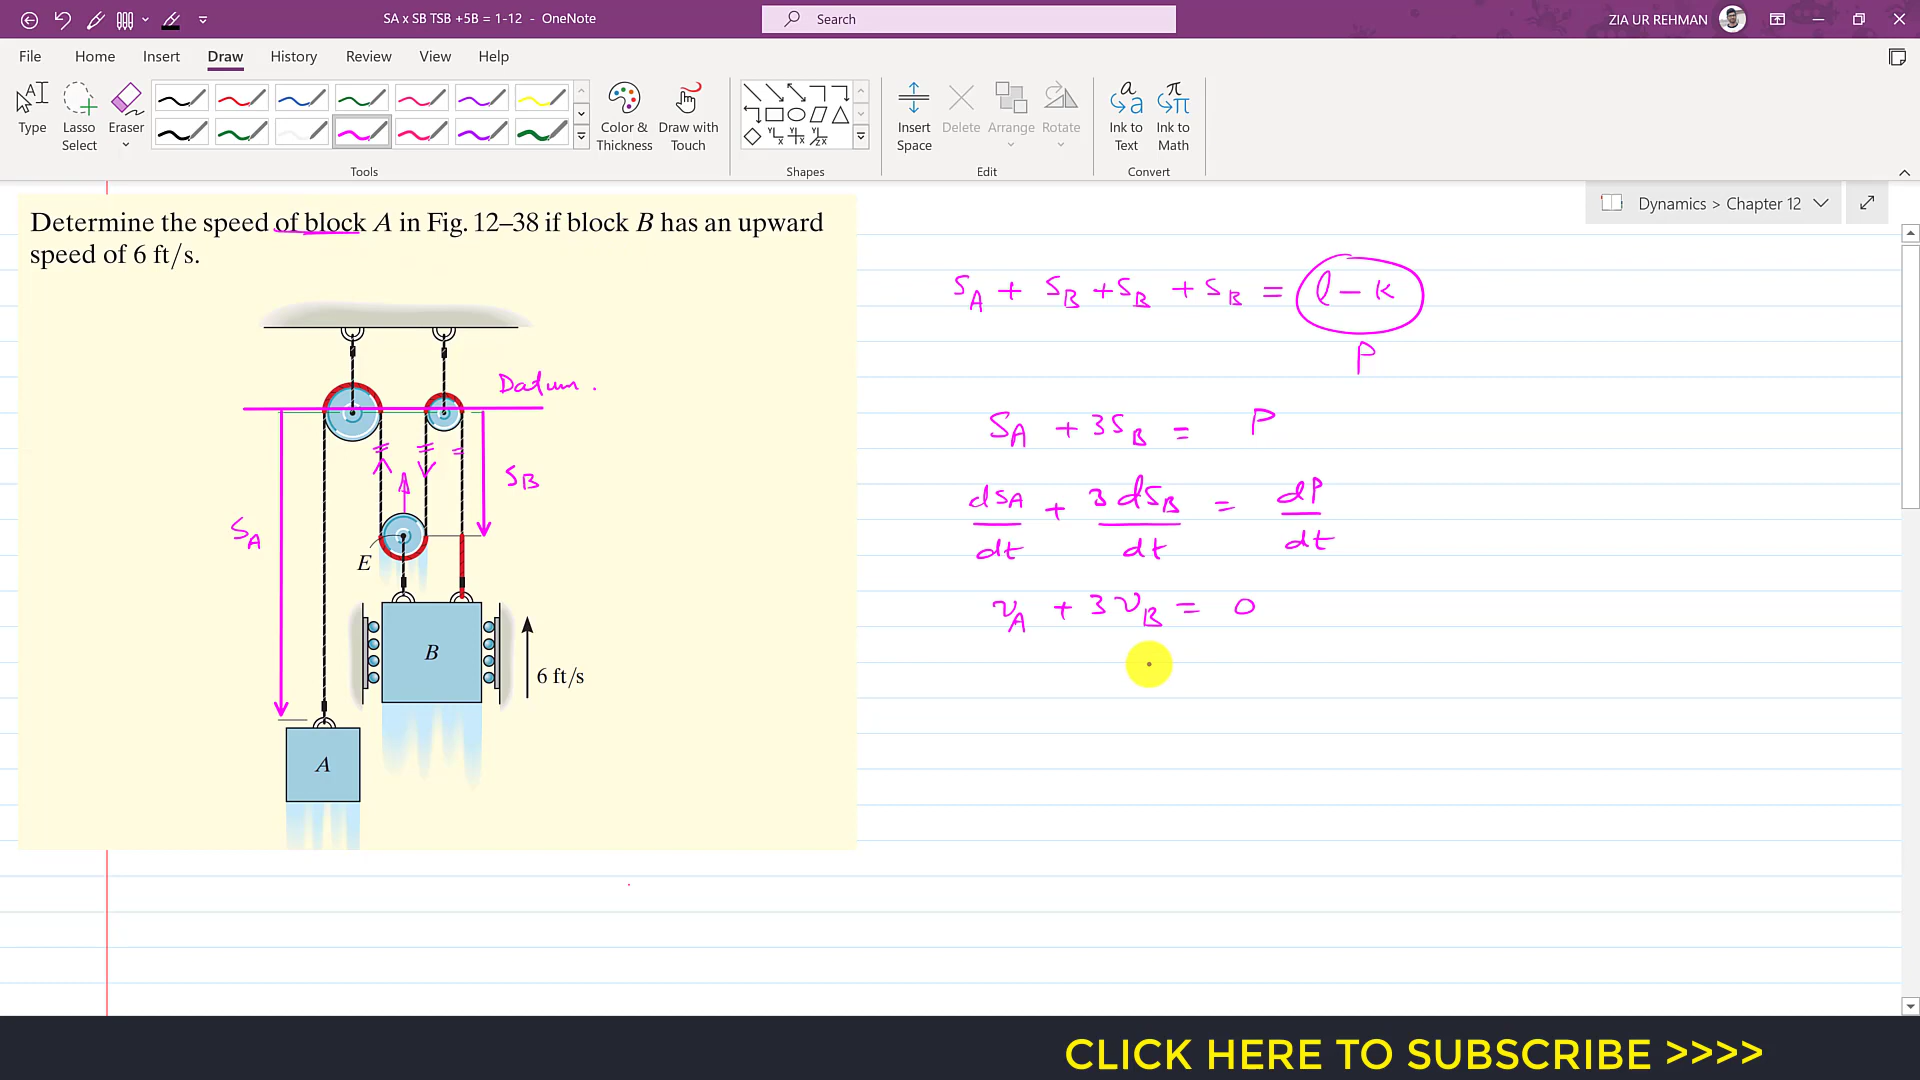 SA x SB TSB +5B = 1-12 - OneNote
Search
ZIA UR REHMAN
File Home Insert Draw History Review View Help
Type
Lasso Select
Eraser
Color & Thickness
Draw with Touch
Insert Space
Delete
Arrange
Rotate
Ink to Text
Ink to Math
Tools
Shapes
Edit
Convert
Dynamics > Chapter 12
Determine the speed of block A in Fig. 12–38 if block B has an upward
speed of 6 ft/s.
Datum.
SA
SB
E
B
6 ft/s
A
SA + SB + SB + SB = l - k
P
SA + 3SB = P
dSA/dt + 3dSB/dt = dP/dt
vA + 3vB = 0
CLICK HERE TO SUBSCRIBE >>>>